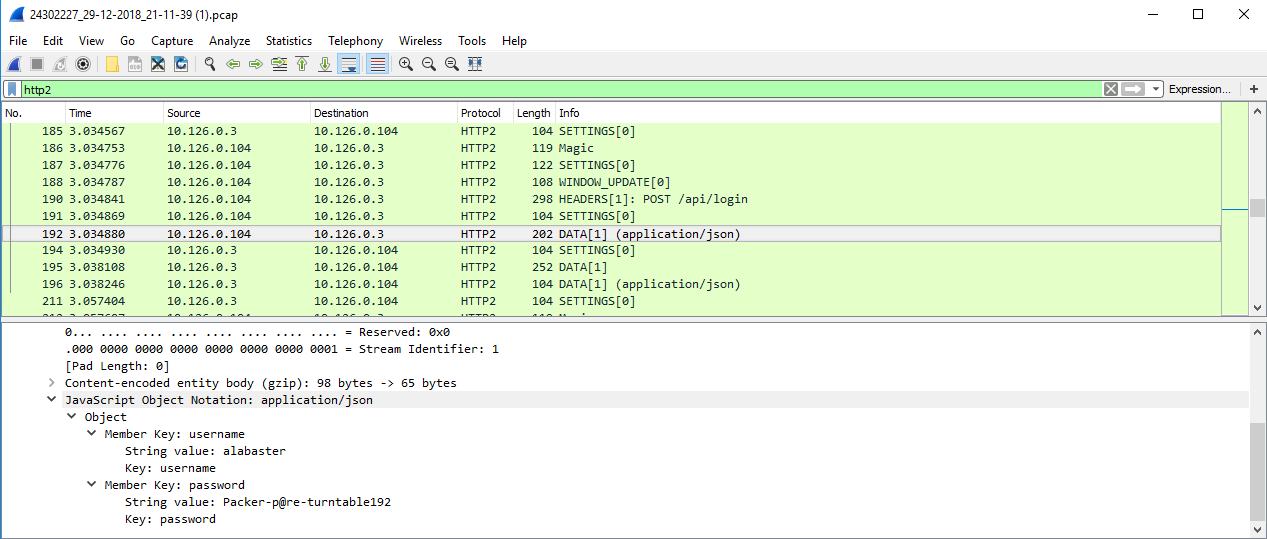 24302227_29-12-2018_21-11-39 (1).pcap
File Edit View Go Capture Analyze Statistics Telephony Wireless Tools Help
http2 Expression... +
No. Time Source Destination Protocol Length Info
185 3.034567 10.126.0.3 10.126.0.104 HTTP2 104 SETTINGS[0]
186 3.034753 10.126.0.104 10.126.0.3 HTTP2 119 Magic
187 3.034776 10.126.0.104 10.126.0.3 HTTP2 122 SETTINGS[0]
188 3.034787 10.126.0.104 10.126.0.3 HTTP2 108 WINDOW_UPDATE[0]
190 3.034841 10.126.0.104 10.126.0.3 HTTP2 298 HEADERS[1]: POST /api/login
191 3.034869 10.126.0.104 10.126.0.3 HTTP2 104 SETTINGS[0]
192 3.034880 10.126.0.104 10.126.0.3 HTTP2 202 DATA[1] (application/json)
194 3.034930 10.126.0.3 10.126.0.104 HTTP2 104 SETTINGS[0]
195 3.038108 10.126.0.3 10.126.0.104 HTTP2 252 DATA[1]
196 3.038246 10.126.0.3 10.126.0.104 HTTP2 104 DATA[1] (application/json)
211 3.057404 10.126.0.3 10.126.0.104 HTTP2 104 SETTINGS[0]
0... .... .... .... .... .... .... .... = Reserved: 0x0
.000 0000 0000 0000 0000 0000 0000 0001 = Stream Identifier: 1
[Pad Length: 0]
Content-encoded entity body (gzip): 98 bytes -> 65 bytes
JavaScript Object Notation: application/json
Object
Member Key: username
String value: alabaster
Key: username
Member Key: password
String value: Packer-p@re-turntable192
Key: password